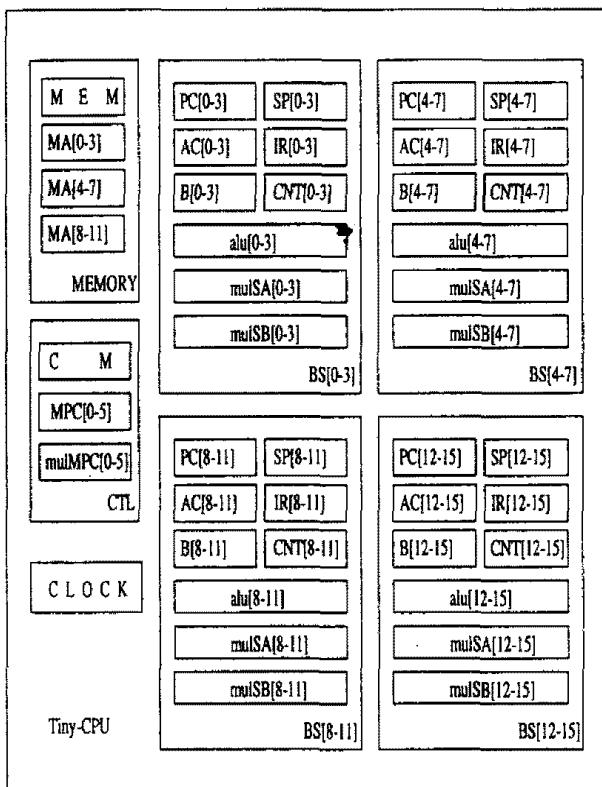 M E M
MA[0-3]
MA[4-7]
MA[8-11]
MEMORY
C M
MPC[0-5]
mulMPC[0-5]
CTL
CLOCK
Tiny-CPU
PC[0-3] SP[0-3]
AC[0-3] IR[0-3]
B[0-3] CNT[0-3]
alu[0-3]
mulSA[0-3]
mulSB[0-3]
BS[0-3]
PC[4-7] SP[4-7]
AC[4-7] IR[4-7]
B[4-7] CNT[4-7]
alu[4-7]
mulSA[4-7]
mulSB[4-7]
BS[4-7]
PC[8-11] SP[8-11]
AC[8-11] IR[8-11]
B[8-11] CNT[8-11]
alu[8-11]
mulSA[8-11]
mulSB[8-11]
BS[8-11]
PC[12-15] SP[12-15]
AC[12-15] IR[12-15]
B[12-15] CNT[12-15]
alu[12-15]
mulSA[12-15]
mulSB[12-15]
BS[12-15]